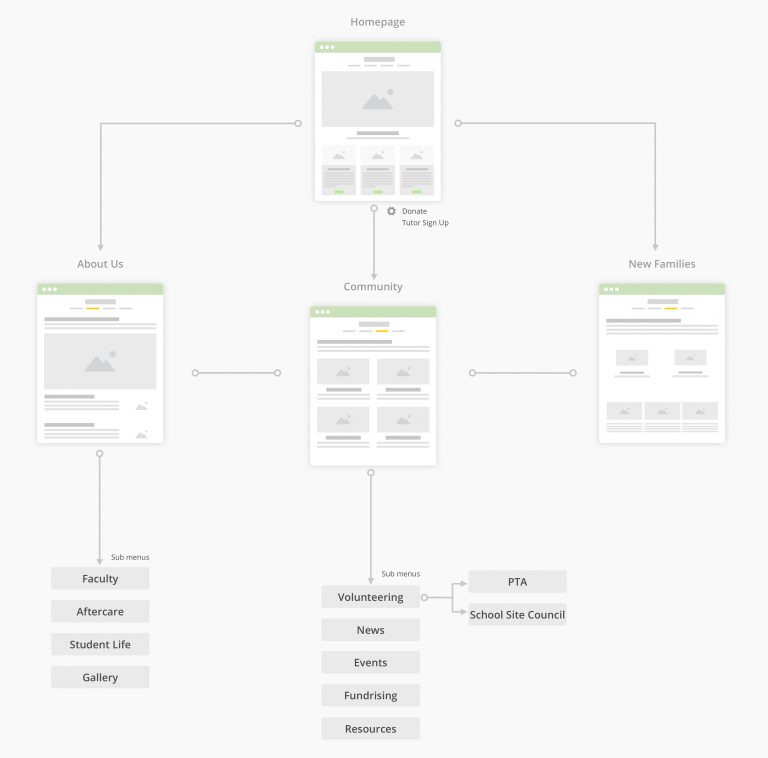 Homepage
Donate
Tutor Sign Up
About Us
Community
New Families
Sub menus
Faculty
Aftercare
Student Life
Gallery
Sub menus
Volunteering
News
Events
Fundrising
Resources
PTA
School Site Council